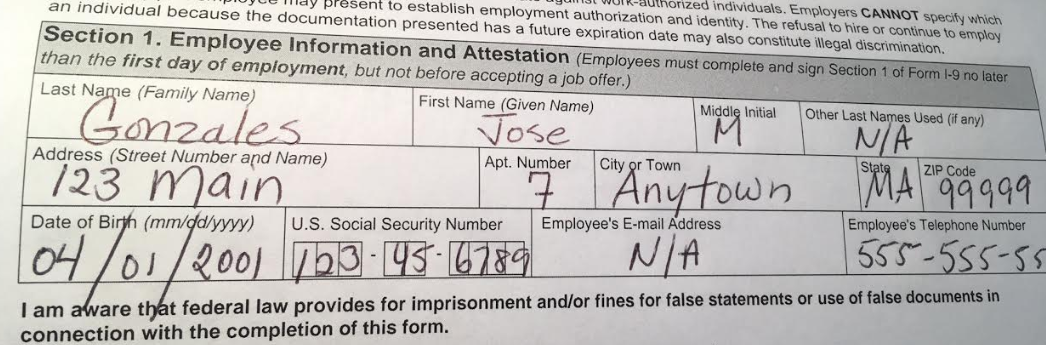 may present to establish employment authorization and identity. The refusal to hire or continue to employ
work-authorized individuals. Employers CANNOT specify which
an individual because the documentation presented has a future expiration date may also constitute illegal discrimination.
Section 1. Employee Information and Attestation (Employees must complete and sign Section 1 of Form I-9 no later
than the first day of employment, but not before accepting a job offer.)
Last Name (Family Name) First Name (Given Name) Middle Initial Other Last Names Used (if any)
Gonzales Jose M N/A
Address (Street Number and Name) Apt. Number City or Town State ZIP Code
123 Main 7 Anytown MA 99999
Date of Birth (mm/dd/yyyy) U.S. Social Security Number Employee's E-mail Address Employee's Telephone Number
04/01/2001 123-45-6789 N/A 555-555-55
I am aware that federal law provides for imprisonment and/or fines for false statements or use of false documents in
connection with the completion of this form.